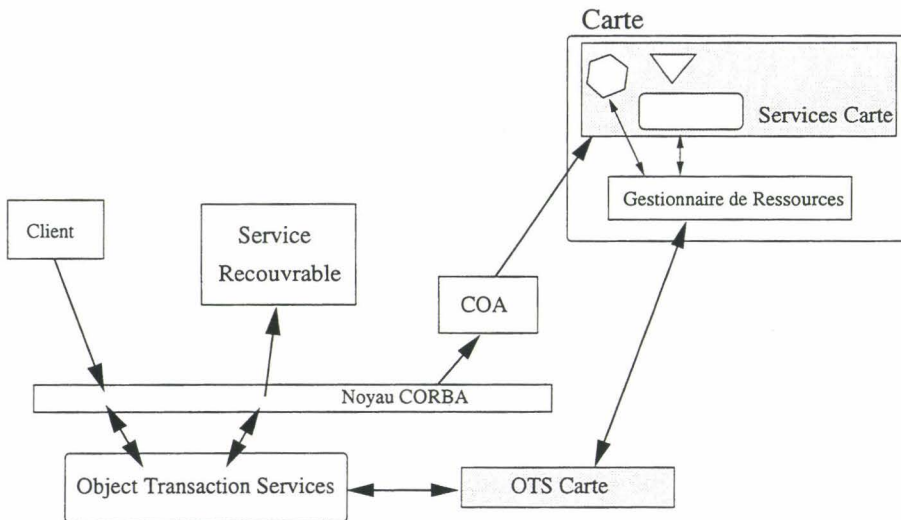 Carte
Services Carte
Gestionnaire de Ressources
Client
Service
Recouvrable
COA
Noyau CORBA
Object Transaction Services
OTS Carte